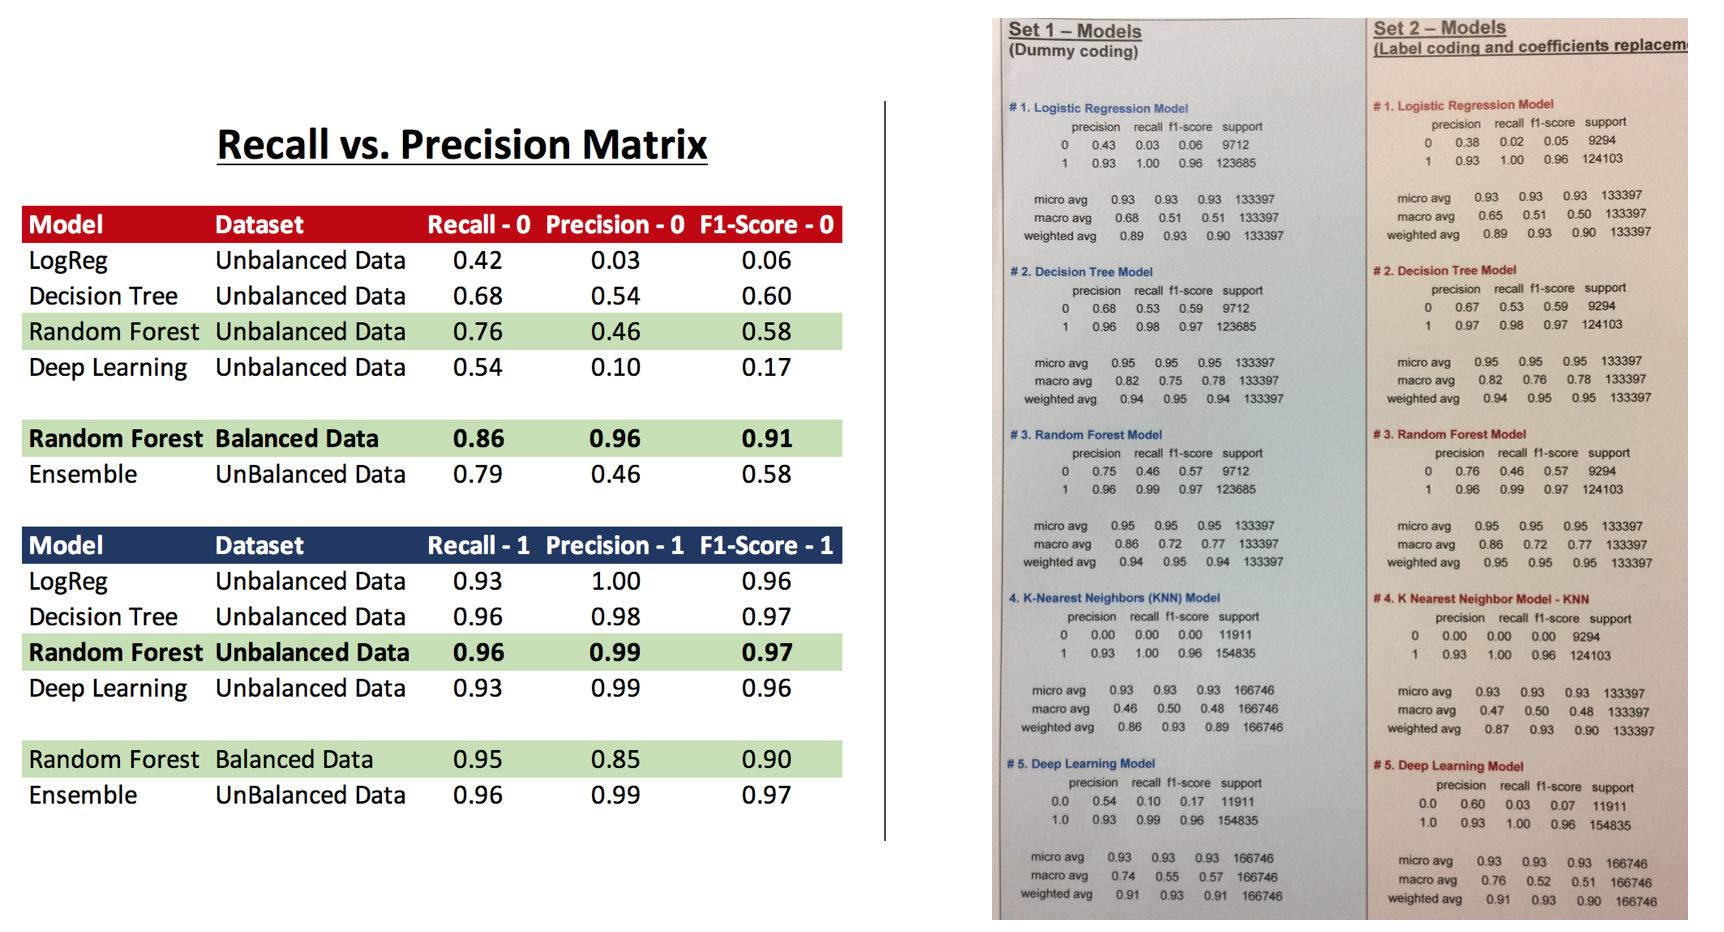 Recall vs. Precision Matrix
Model Dataset Recall - 0 Precision - 0 F1-Score - 0
LogReg Unbalanced Data 0.42 0.03 0.06
Decision Tree Unbalanced Data 0.68 0.54 0.60
Random Forest Unbalanced Data 0.76 0.46 0.58
Deep Learning Unbalanced Data 0.54 0.10 0.17
Random Forest Balanced Data 0.86 0.96 0.91
Ensemble UnBalanced Data 0.79 0.46 0.58
Model Dataset Recall - 1 Precision - 1 F1-Score - 1
LogReg Unbalanced Data 0.93 1.00 0.96
Decision Tree Unbalanced Data 0.96 0.98 0.97
Random Forest Unbalanced Data 0.96 0.99 0.97
Deep Learning Unbalanced Data 0.93 0.99 0.96
Random Forest Balanced Data 0.95 0.85 0.90
Ensemble UnBalanced Data 0.96 0.99 0.97
Set 1 – Models
(Dummy coding)
# 1. Logistic Regression Model
precision recall f1-score support
0 0.43 0.03 0.06 9712
1 0.93 1.00 0.96 123685
micro avg 0.93 0.93 0.93 133397
macro avg 0.68 0.51 0.51 133397
weighted avg 0.89 0.93 0.90 133397
# 2. Decision Tree Model
precision recall f1-score support
0 0.68 0.53 0.59 9712
1 0.96 0.98 0.97 123685
micro avg 0.95 0.95 0.95 133397
macro avg 0.82 0.75 0.78 133397
weighted avg 0.94 0.95 0.94 133397
# 3. Random Forest Model
precision recall f1-score support
0 0.75 0.46 0.57 9712
1 0.96 0.99 0.97 123685
micro avg 0.95 0.95 0.95 133397
macro avg 0.86 0.72 0.77 133397
weighted avg 0.94 0.95 0.94 133397
4. K-Nearest Neighbors (KNN) Model
precision recall f1-score support
0 0.00 0.00 0.00 11911
1 0.93 1.00 0.96 154835
micro avg 0.93 0.93 0.93 166746
macro avg 0.46 0.50 0.48 166746
weighted avg 0.86 0.93 0.89 166746
# 5. Deep Learning Model
precision recall f1-score support
0.0 0.54 0.10 0.17 11911
1.0 0.93 0.99 0.96 154835
micro avg 0.93 0.93 0.93 166746
macro avg 0.74 0.55 0.57 166746
weighted avg 0.91 0.93 0.91 166746
Set 2 – Models
(Label coding and coefficients replacem
# 1. Logistic Regression Model
precision recall f1-score support
0 0.38 0.02 0.05 9294
1 0.93 1.00 0.96 124103
micro avg 0.93 0.93 0.93 133397
macro avg 0.65 0.51 0.50 133397
weighted avg 0.89 0.93 0.90 133397
# 2. Decision Tree Model
precision recall f1-score support
0 0.67 0.53 0.59 9294
1 0.97 0.98 0.97 124103
micro avg 0.95 0.95 0.95 133397
macro avg 0.82 0.76 0.78 133397
weighted avg 0.94 0.95 0.95 133397
# 3. Random Forest Model
precision recall f1-score support
0 0.76 0.46 0.57 9294
1 0.96 0.99 0.97 124103
micro avg 0.95 0.95 0.95 133397
macro avg 0.86 0.72 0.77 133397
weighted avg 0.95 0.95 0.95 133397
# 4. K Nearest Neighbor Model - KNN
precision recall f1-score support
0 0.00 0.00 0.00 9294
1 0.93 1.00 0.96 124103
micro avg 0.93 0.93 0.93 133397
macro avg 0.47 0.50 0.48 133397
weighted avg 0.87 0.93 0.90 133397
# 5. Deep Learning Model
precision recall f1-score support
0.0 0.60 0.03 0.07 11911
1.0 0.93 1.00 0.96 154835
micro avg 0.93 0.93 0.93 166746
macro avg 0.76 0.52 0.51 166746
weighted avg 0.91 0.93 0.90 166746